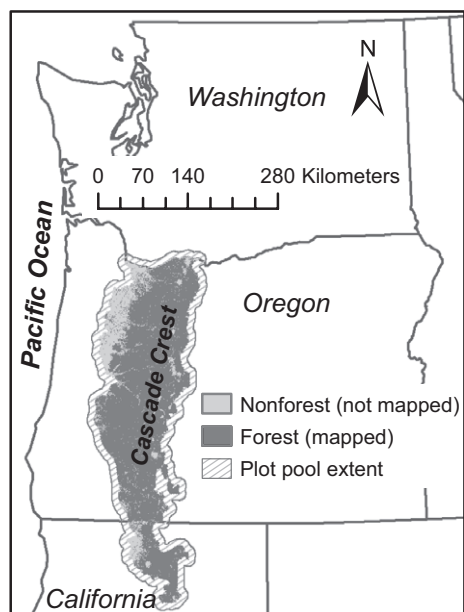 N
Washington
0 70 140 280 Kilometers
Pacific Ocean
Oregon
Cascade Crest
Nonforest (not mapped)
Forest (mapped)
Plot pool extent
California